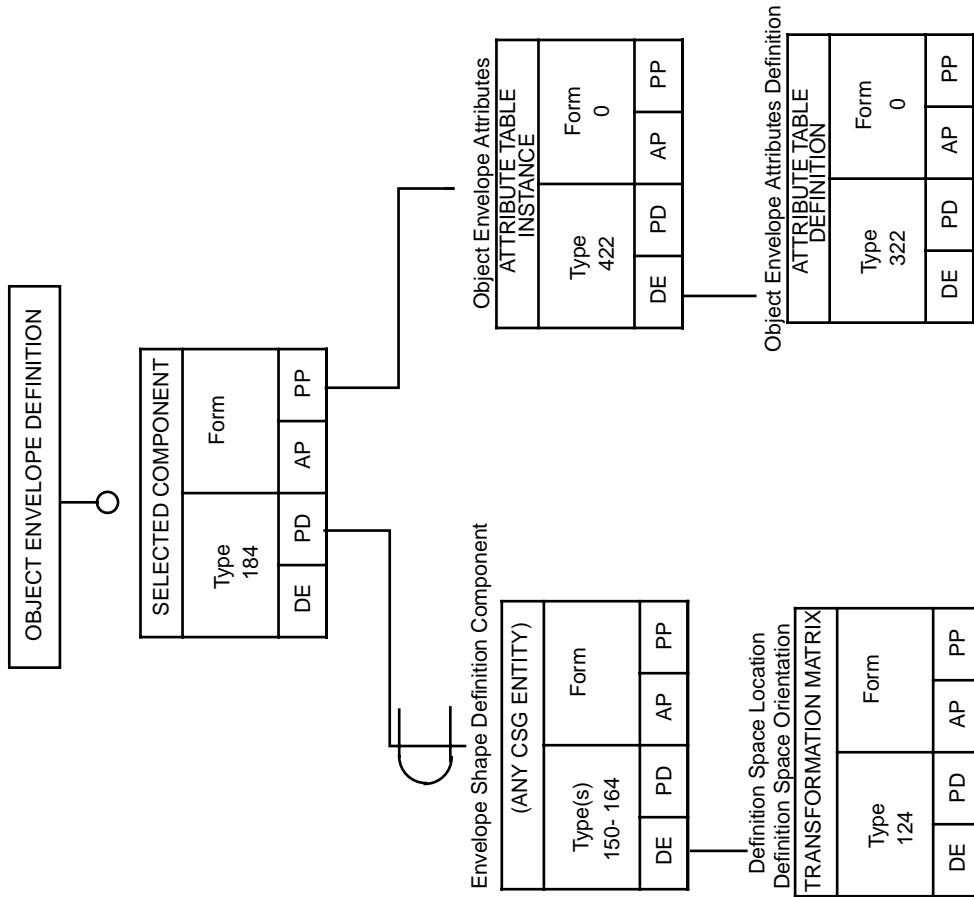 OBJECT ENVELOPE DEFINITION
SELECTED COMPONENT
Type
184
Form
DE
PD
AP
PP
Envelope Shape Definition Component
(ANY CSG ENTITY)
Type(s)
150- 164
Form
DE
PD
AP
PP
Definition Space Location
Definition Space Orientation
TRANSFORMATION MATRIX
Type
124
Form
DE
PD
AP
PP
Object Envelope Attributes
ATTRIBUTE TABLE
INSTANCE
Type
422
Form
0
DE
PD
AP
PP
Object Envelope Attributes Definition
ATTRIBUTE TABLE
DEFINITION
Type
322
Form
0
DE
PD
AP
PP